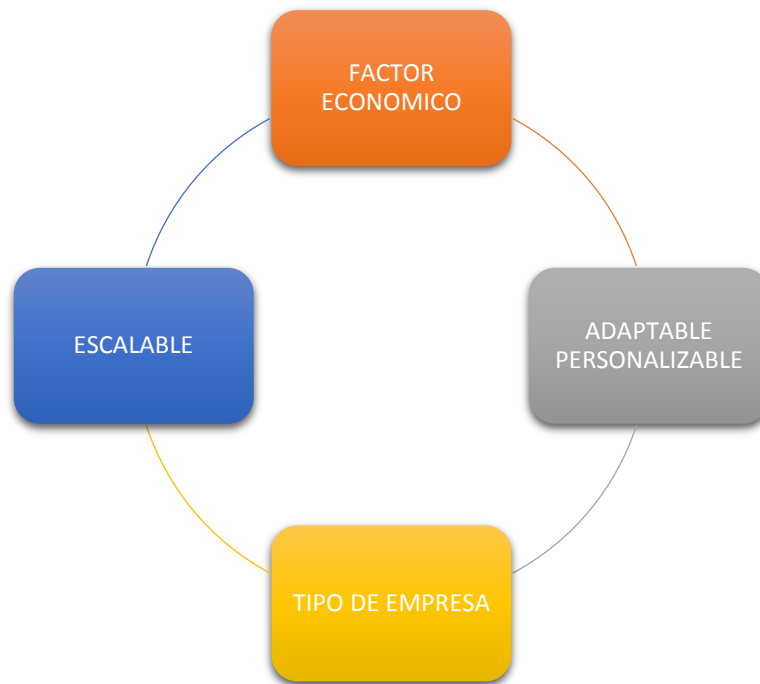 FACTOR
ECONOMICO
ESCALABLE
ADAPTABLE
PERSONALIZABLE
TIPO DE EMPRESA